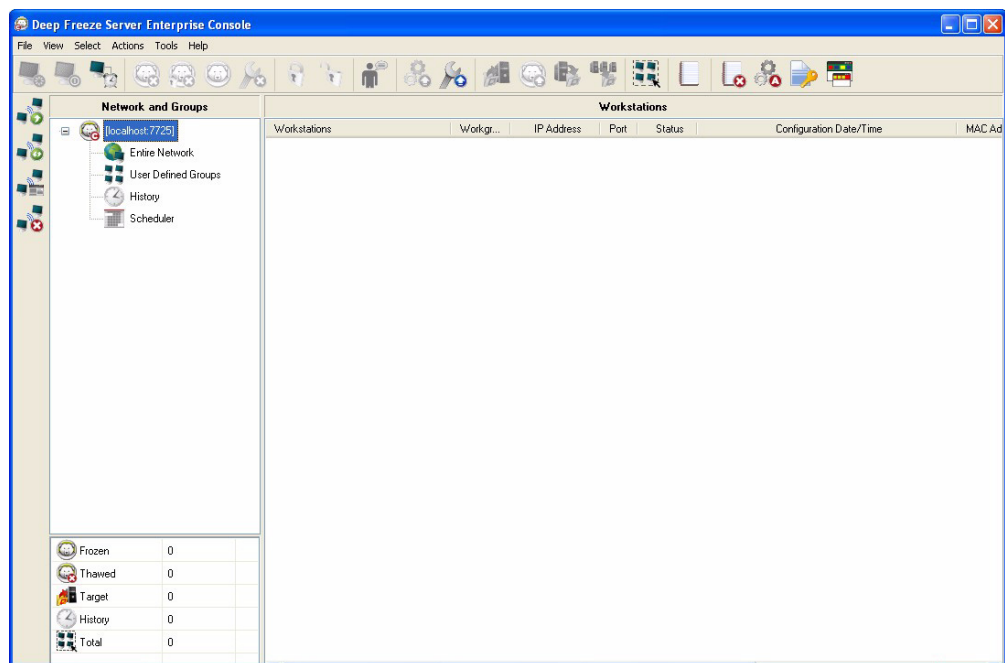 Deep Freeze Server Enterprise Console
File View Select Actions Tools Help
Network and Groups
Workstations
[localhost:7725]
Entire Network
User Defined Groups
History
Scheduler
Workstations Workgr... IP Address Port Status Configuration Date/Time MAC Ad
Frozen 0
Thawed 0
Target 0
History 0
Total 0